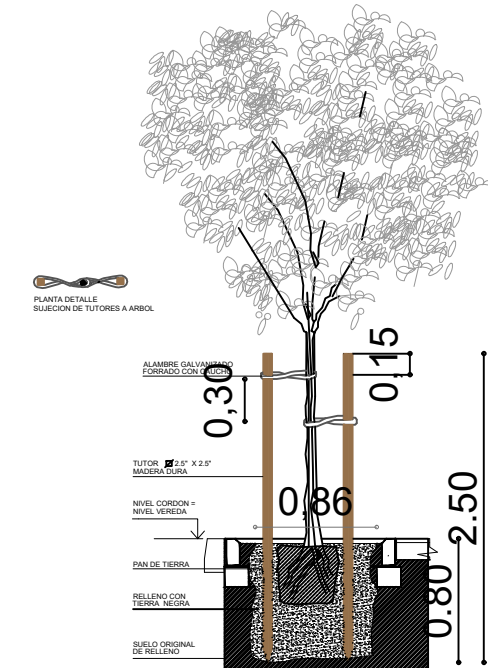 PLANTA DETALLE
SUJECION DE TUTORES A ARBOL
ALAMBRE GALVANIZADO
FORRADO CON CAUCHO
0,30
0,15
TUTOR 2.5" X 2.5"
MADERA DURA
0,86
NIVEL CORDON =
NIVEL VEREDA
2.50
PAN DE TIERRA
0.80
RELLENO CON
TIERRA NEGRA
SUELO ORIGINAL
DE RELLENO